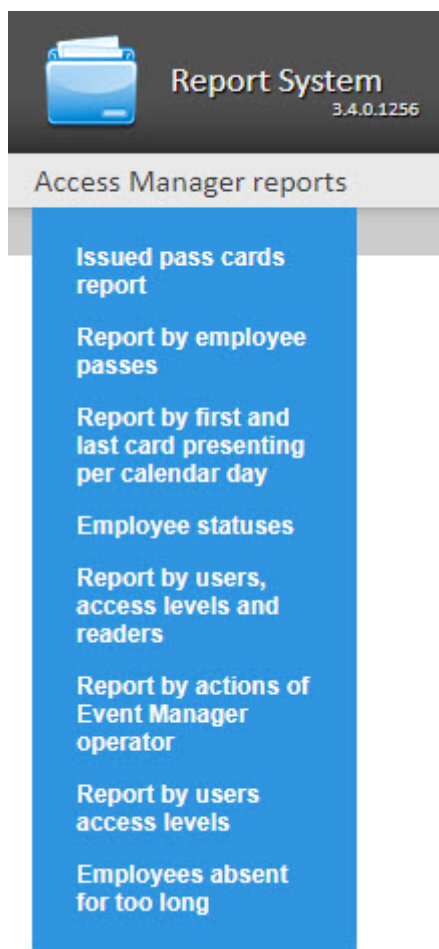 Report System
3.4.0.1256
Access Manager reports
Issued pass cards
report
Report by employee
passes
Report by first and
last card presenting
per calendar day
Employee statuses
Report by users,
access levels and
readers
Report by actions of
Event Manager
operator
Report by users
access levels
Employees absent
for too long